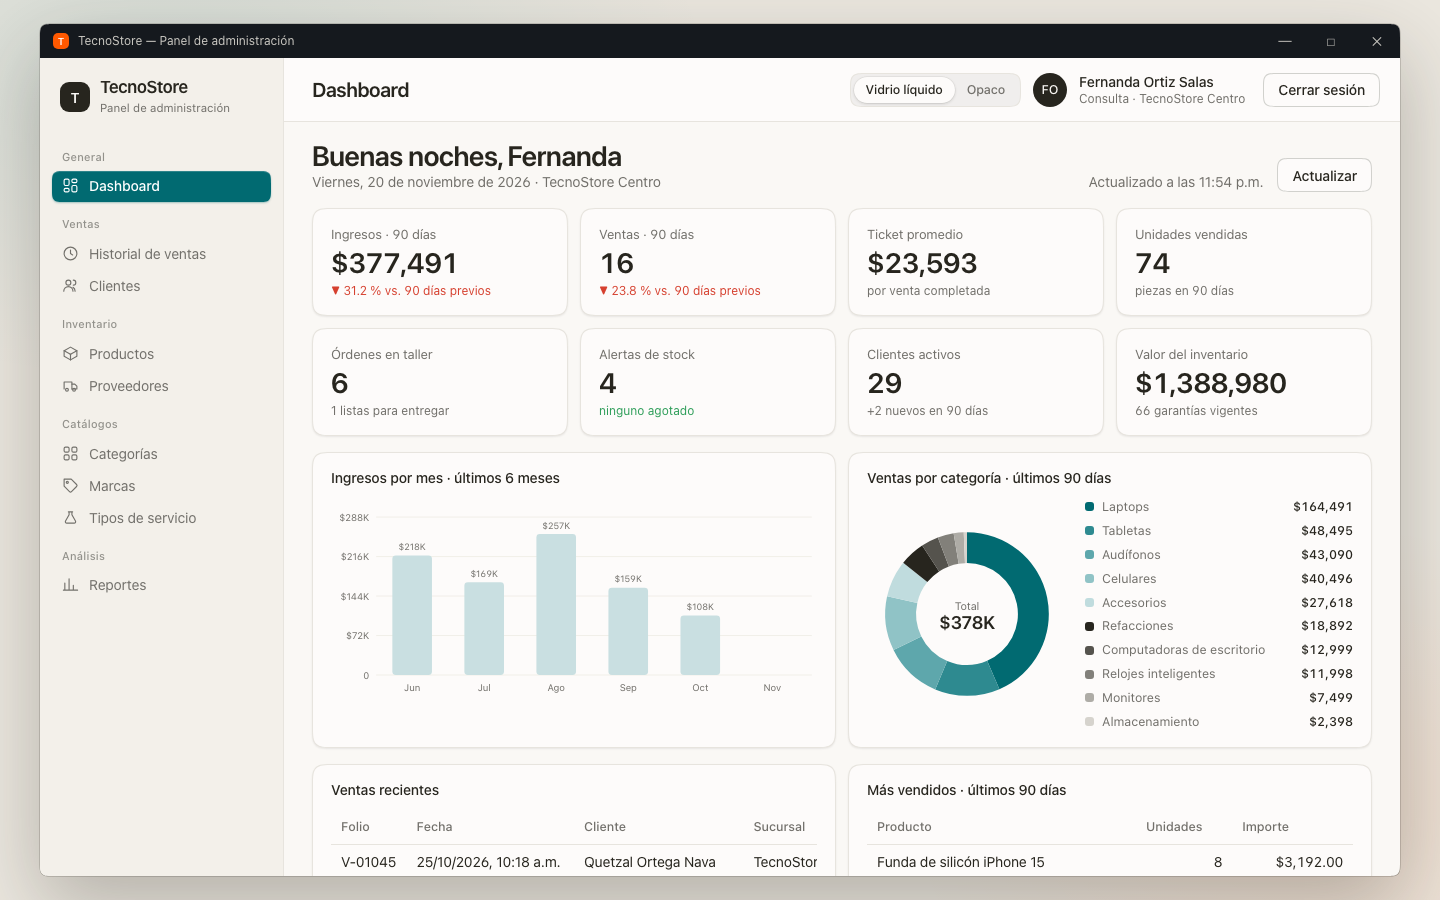 T TecnoStore — Panel de administración
T TecnoStore
Panel de administración
General
Dashboard
Ventas
Historial de ventas
Clientes
Inventario
Productos
Proveedores
Catálogos
Categorías
Marcas
Tipos de servicio
Análisis
Reportes
Dashboard
Vidrio líquido Opaco
FO Fernanda Ortiz Salas
Consulta · TecnoStore Centro
Cerrar sesión
Buenas noches, Fernanda
Viernes, 20 de noviembre de 2026 · TecnoStore Centro
Actualizado a las 11:54 p.m. Actualizar
Ingresos · 90 días
$377,491
▼ 31.2 % vs. 90 días previos
Ventas · 90 días
16
▼ 23.8 % vs. 90 días previos
Ticket promedio
$23,593
por venta completada
Unidades vendidas
74
piezas en 90 días
Órdenes en taller
6
1 listas para entregar
Alertas de stock
4
ninguno agotado
Clientes activos
29
+2 nuevos en 90 días
Valor del inventario
$1,388,980
66 garantías vigentes
Ingresos por mes · últimos 6 meses
$288K
$216K
$144K
$72K
0
$218K
$169K
$257K
$159K
$108K
Jun Jul Ago Sep Oct Nov
Ventas por categoría · últimos 90 días
Total
$378K
Laptops $164,491
Tabletas $48,495
Audífonos $43,090
Celulares $40,496
Accesorios $27,618
Refacciones $18,892
Computadoras de escritorio $12,999
Relojes inteligentes $11,998
Monitores $7,499
Almacenamiento $2,398
Ventas recientes
Folio Fecha Cliente Sucursal
V-01045 25/10/2026, 10:18 a.m. Quetzal Ortega Nava TecnoStor
Más vendidos · últimos 90 días
Producto Unidades Importe
Funda de silicón iPhone 15 8 $3,192.00